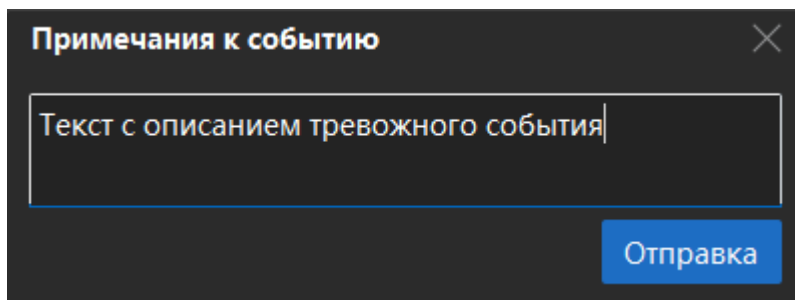 Примечания к событию
Текст с описанием тревожного события
Отправка